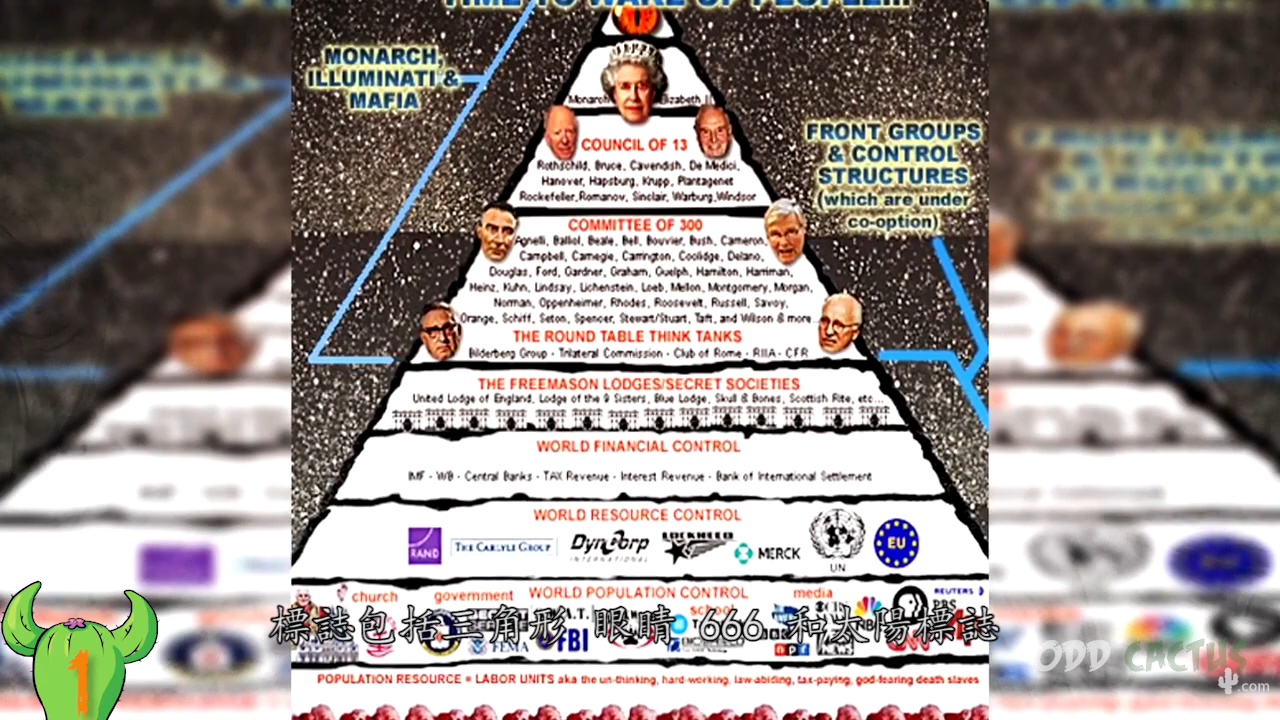 TIME TO WAKE UP PEOPLE...
MONARCH,
ILLUMINATI &
MAFIA
Monarch Elizabeth II
FRONT GROUPS
& CONTROL
STRUCTURES
(which are under
co-option)
COUNCIL OF 13
Rothschild, Bruce, Cavendish, De Medici,
Hanover, Hapsburg, Krupp, Plantagenet
Rockefeller, Romanov, Sinclair, Warburg, Windsor
COMMITTEE OF 300
Agnelli, Balliol, Beale, Bell, Bouvier, Bush, Cameron,
Campbell, Carnegie, Carrington, Coolidge, Delano,
Douglas, Ford, Gardner, Graham, Guelph, Hamilton, Harriman,
Heinz, Kuhn, Lindsay, Lichenstein, Loeb, Mellon, Montgomery, Morgan,
Norman, Oppenheimer, Rhodes, Roosevelt, Russell, Savoy,
Orange, Schiff, Seton, Spencer, Stewart/Stuart, Taft, and Wilson & more
THE ROUND TABLE THINK TANKS
Bilderberg Group - Trilateral Commission - Club of Rome - RIIA - CFR
THE FREEMASON LODGES/SECRET SOCIETIES
United Lodge of England, Lodge of the 9 Sisters, Blue Lodge, Skull & Bones, Scottish Rite, etc...
WORLD FINANCIAL CONTROL
IMF - WB - Central Banks - TAX Revenue - Interest Revenue - Bank of International Settlement
WORLD RESOURCE CONTROL
RAND THE CARLYLE GROUP DynCorp INTERNATIONAL LOCKHEED MERCK UN EU
WORLD POPULATION CONTROL
church government school media
REUTERS PBS
FEMA FBI BBC npr NEWS
標誌包括三角形 眼睛 666 和太陽標誌
POPULATION RESOURCE = LABOR UNITS aka the un-thinking, hard-working, law-abiding, tax-paying, god-fearing death slaves
1
ODD CACTUS
.com